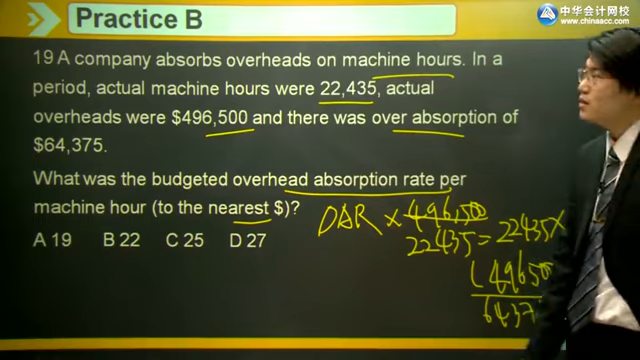 Practice B
中华会计网校
www.chinaacc.com
19 A company absorbs overheads on machine hours. In a
period, actual machine hours were 22,435, actual
overheads were $496,500 and there was over absorption of
$64,375.
What was the budgeted overhead absorption rate per
machine hour (to the nearest $)?
A 19 B 22 C 25 D 27
OAR × 496,500
22435 = 22435 ×
(496500
6437